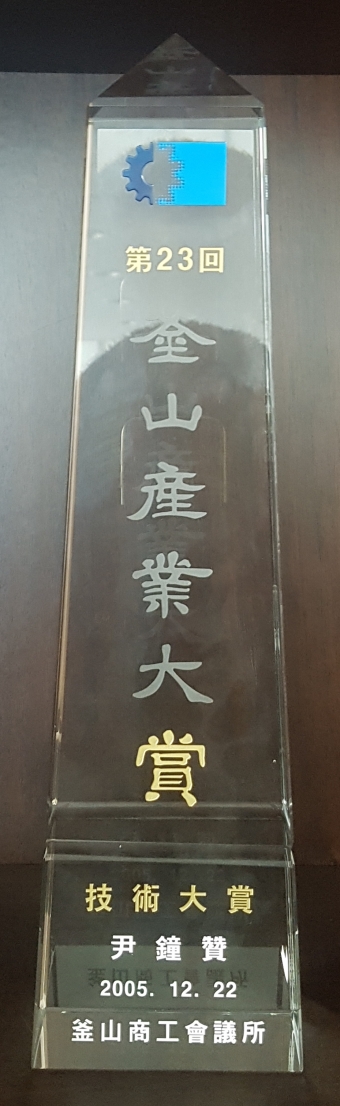 第23回
釜山産業大賞
技術大賞
尹鐘贊
2005. 12. 22
釜山商工會議所